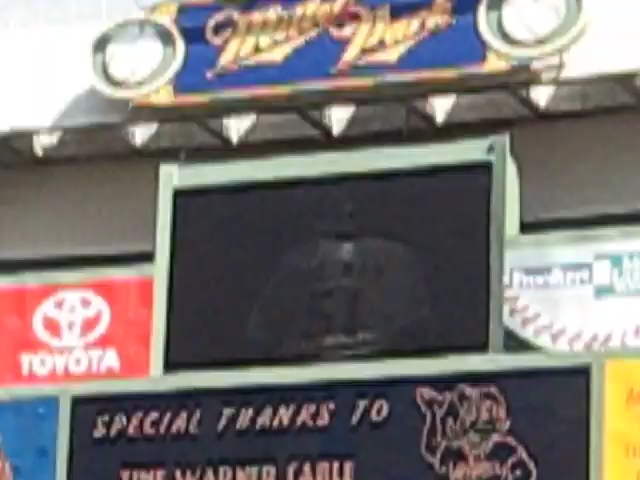 Miller Park
TOYOTA
SPECIAL THANKS TO
TIME WARNER CABLE